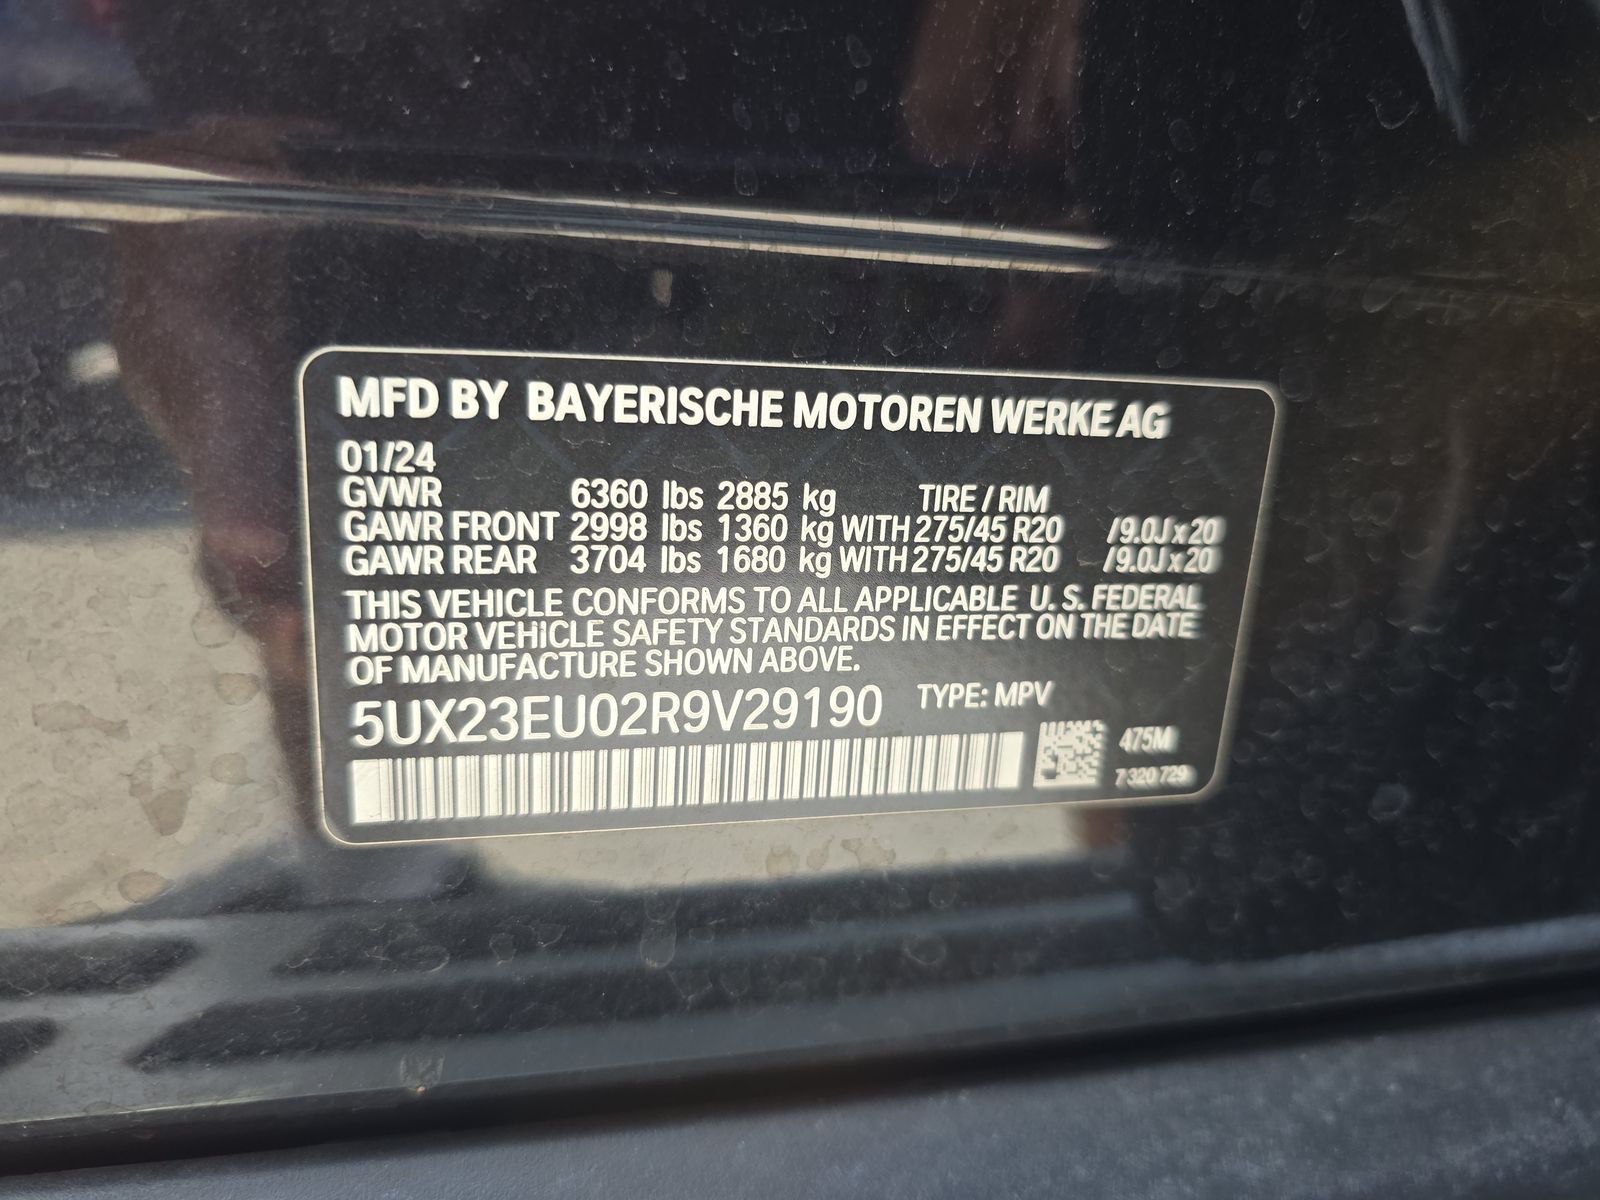 MFD BY BAYERISCHE MOTOREN WERKE AG
01/24
GVWR 6360 lbs 2885 kg TIRE / RIM
GAWR FRONT 2998 lbs 1360 kg WITH 275/45 R20 /9.0J x 20
GAWR REAR 3704 lbs 1680 kg WITH 275/45 R20 /9.0J x 20
THIS VEHICLE CONFORMS TO ALL APPLICABLE U. S. FEDERAL
MOTOR VEHICLE SAFETY STANDARDS IN EFFECT ON THE DATE
OF MANUFACTURE SHOWN ABOVE.
5UX23EU02R9V29190 TYPE: MPV
475M
7 320 729